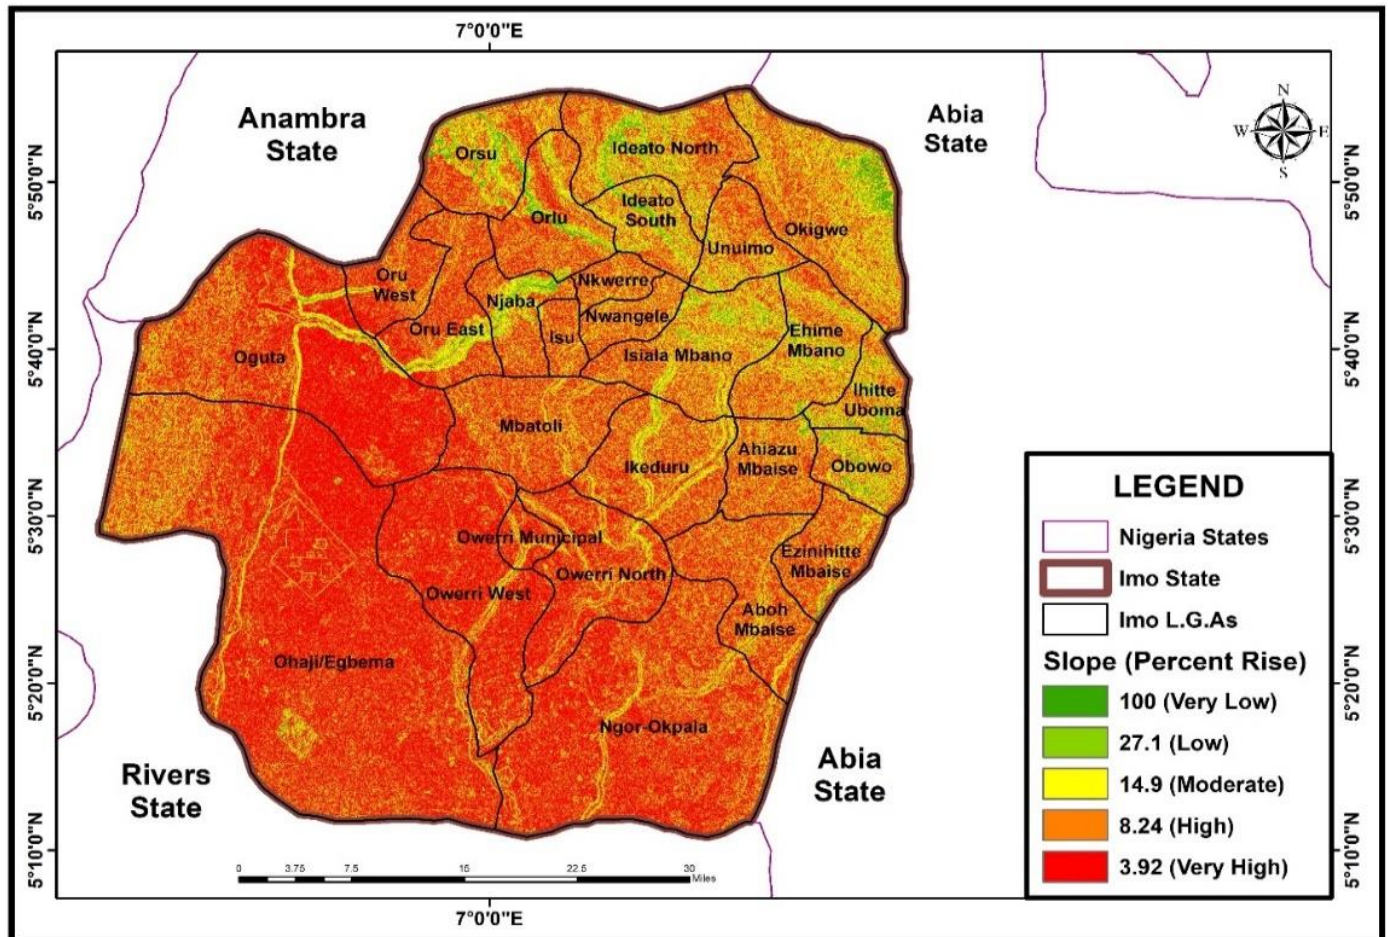 7°0'0"E
Anambra
State
Abia
State
N
W
E
S
5°50'0"N
5°50'0"N
Orsu
Ideato North
Ideato
South
Orlu
Okigwe
Unuimo
Oru
West
Nkwerre
Njaba
Nwangele
Oru East
Isu
Ehime
Mbano
5°40'0"N
5°40'0"N
Oguta
Isiala Mbano
Ihitte
Uboma
Mbatoli
Ahiazu
Mbaise
Ikeduru
Obowo
5°30'0"N
5°30'0"N
Owerri Municipal
Ezinihitte
Mbaise
Owerri North
Owerri West
Aboh
Mbaise
5°20'0"N
5°20'0"N
Ohaji/Egbema
Ngor-Okpala
Rivers
State
Abia
State
5°10'0"N
5°10'0"N
0 3.75 7.5 15 22.5 30
Miles
7°0'0"E
LEGEND
Nigeria States
Imo State
Imo L.G.As
Slope (Percent Rise)
100 (Very Low)
27.1 (Low)
14.9 (Moderate)
8.24 (High)
3.92 (Very High)